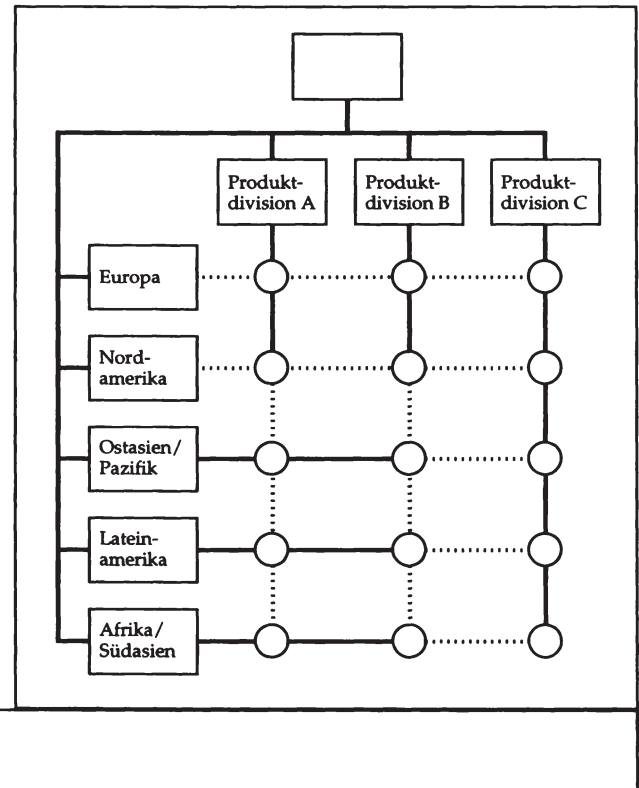 Produkt-
division A
Produkt-
division B
Produkt-
division C
Europa
Nord-
amerika
Ostasien/
Pazifik
Latein-
amerika
Afrika/
Südasien